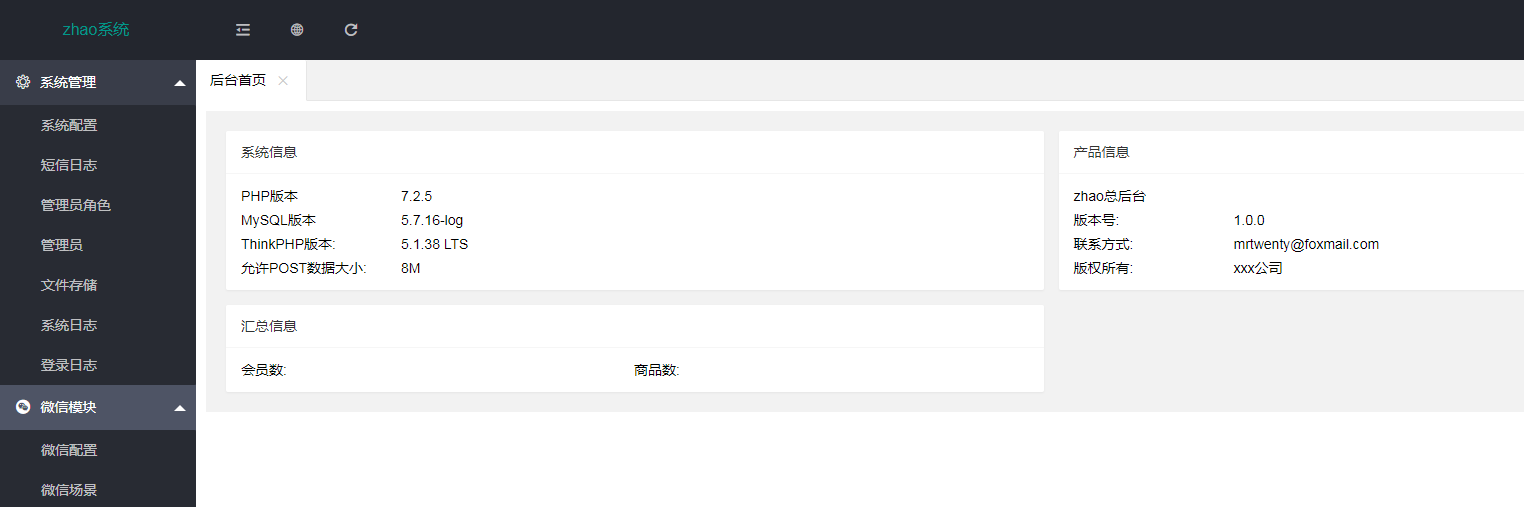 zhao系统
系统管理
系统配置
短信日志
管理员角色
管理员
文件存储
系统日志
登录日志
微信模块
微信配置
微信场景
后台首页
系统信息
PHP版本 7.2.5
MySQL版本 5.7.16-log
ThinkPHP版本: 5.1.38 LTS
允许POST数据大小: 8M
产品信息
zhao总后台
版本号: 1.0.0
联系方式: mrtwenty@foxmail.com
版权所有: xxx公司
汇总信息
会员数: 商品数: